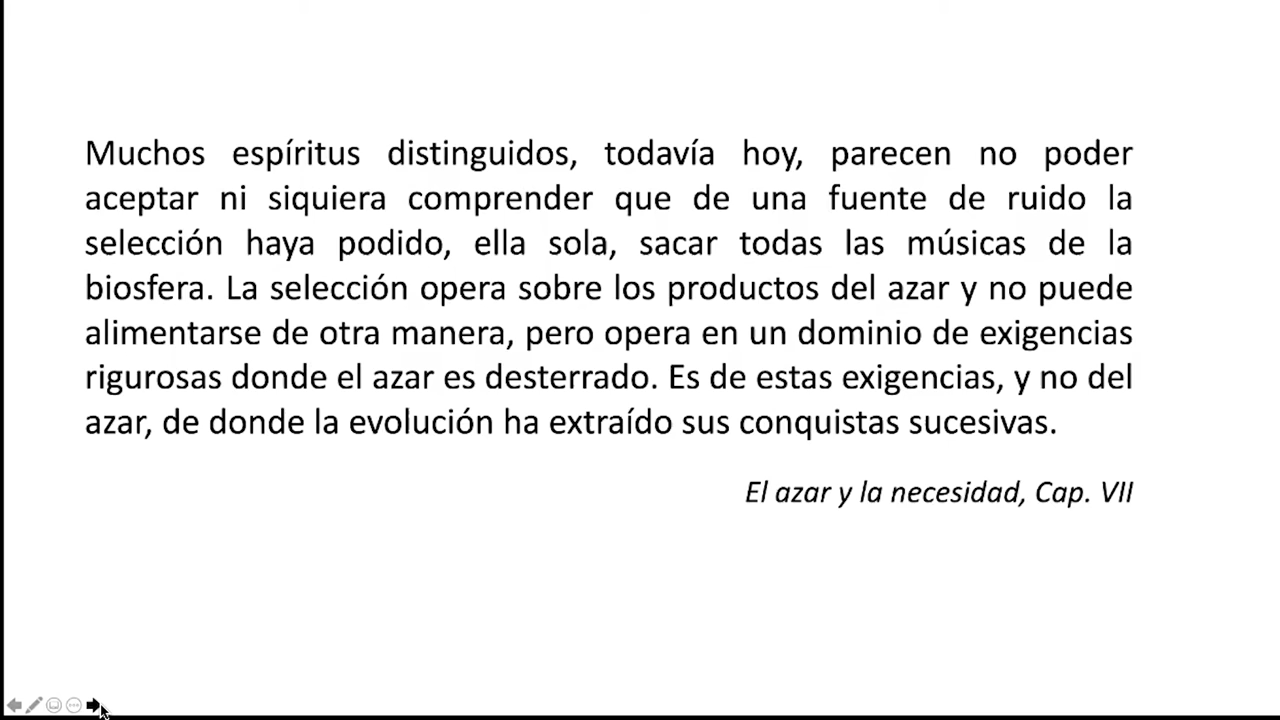 Muchos espíritus distinguidos, todavía hoy, parecen no poder
aceptar ni siquiera comprender que de una fuente de ruido la
selección haya podido, ella sola, sacar todas las músicas de la
biosfera. La selección opera sobre los productos del azar y no puede
alimentarse de otra manera, pero opera en un dominio de exigencias
rigurosas donde el azar es desterrado. Es de estas exigencias, y no del
azar, de donde la evolución ha extraído sus conquistas sucesivas.
El azar y la necesidad, Cap. VII